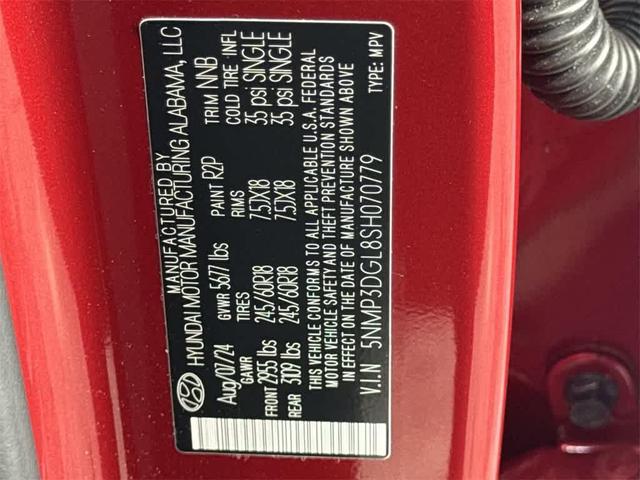 MANUFACTURED BY
HYUNDAI MOTOR MANUFACTURING ALABAMA, LLC
Aug/07/24 GVWR 5677 lbs PAINT R2P TRIM NNB
GAWR TIRES RIMS COLD TIRE INFL
FRONT 2955 lbs 245/60R18 7.5JX18 35 psi SINGLE
REAR 3019 lbs 245/60R18 7.5JX18 35 psi SINGLE
THIS VEHICLE CONFORMS TO ALL APPLICABLE U.S.A. FEDERAL
MOTOR VEHICLE SAFETY AND THEFT PREVENTION STANDARDS
IN EFFECT ON THE DATE OF MANUFACTURE SHOWN ABOVE
V.I.N 5NMP3DGL8SH070779 TYPE: MPV